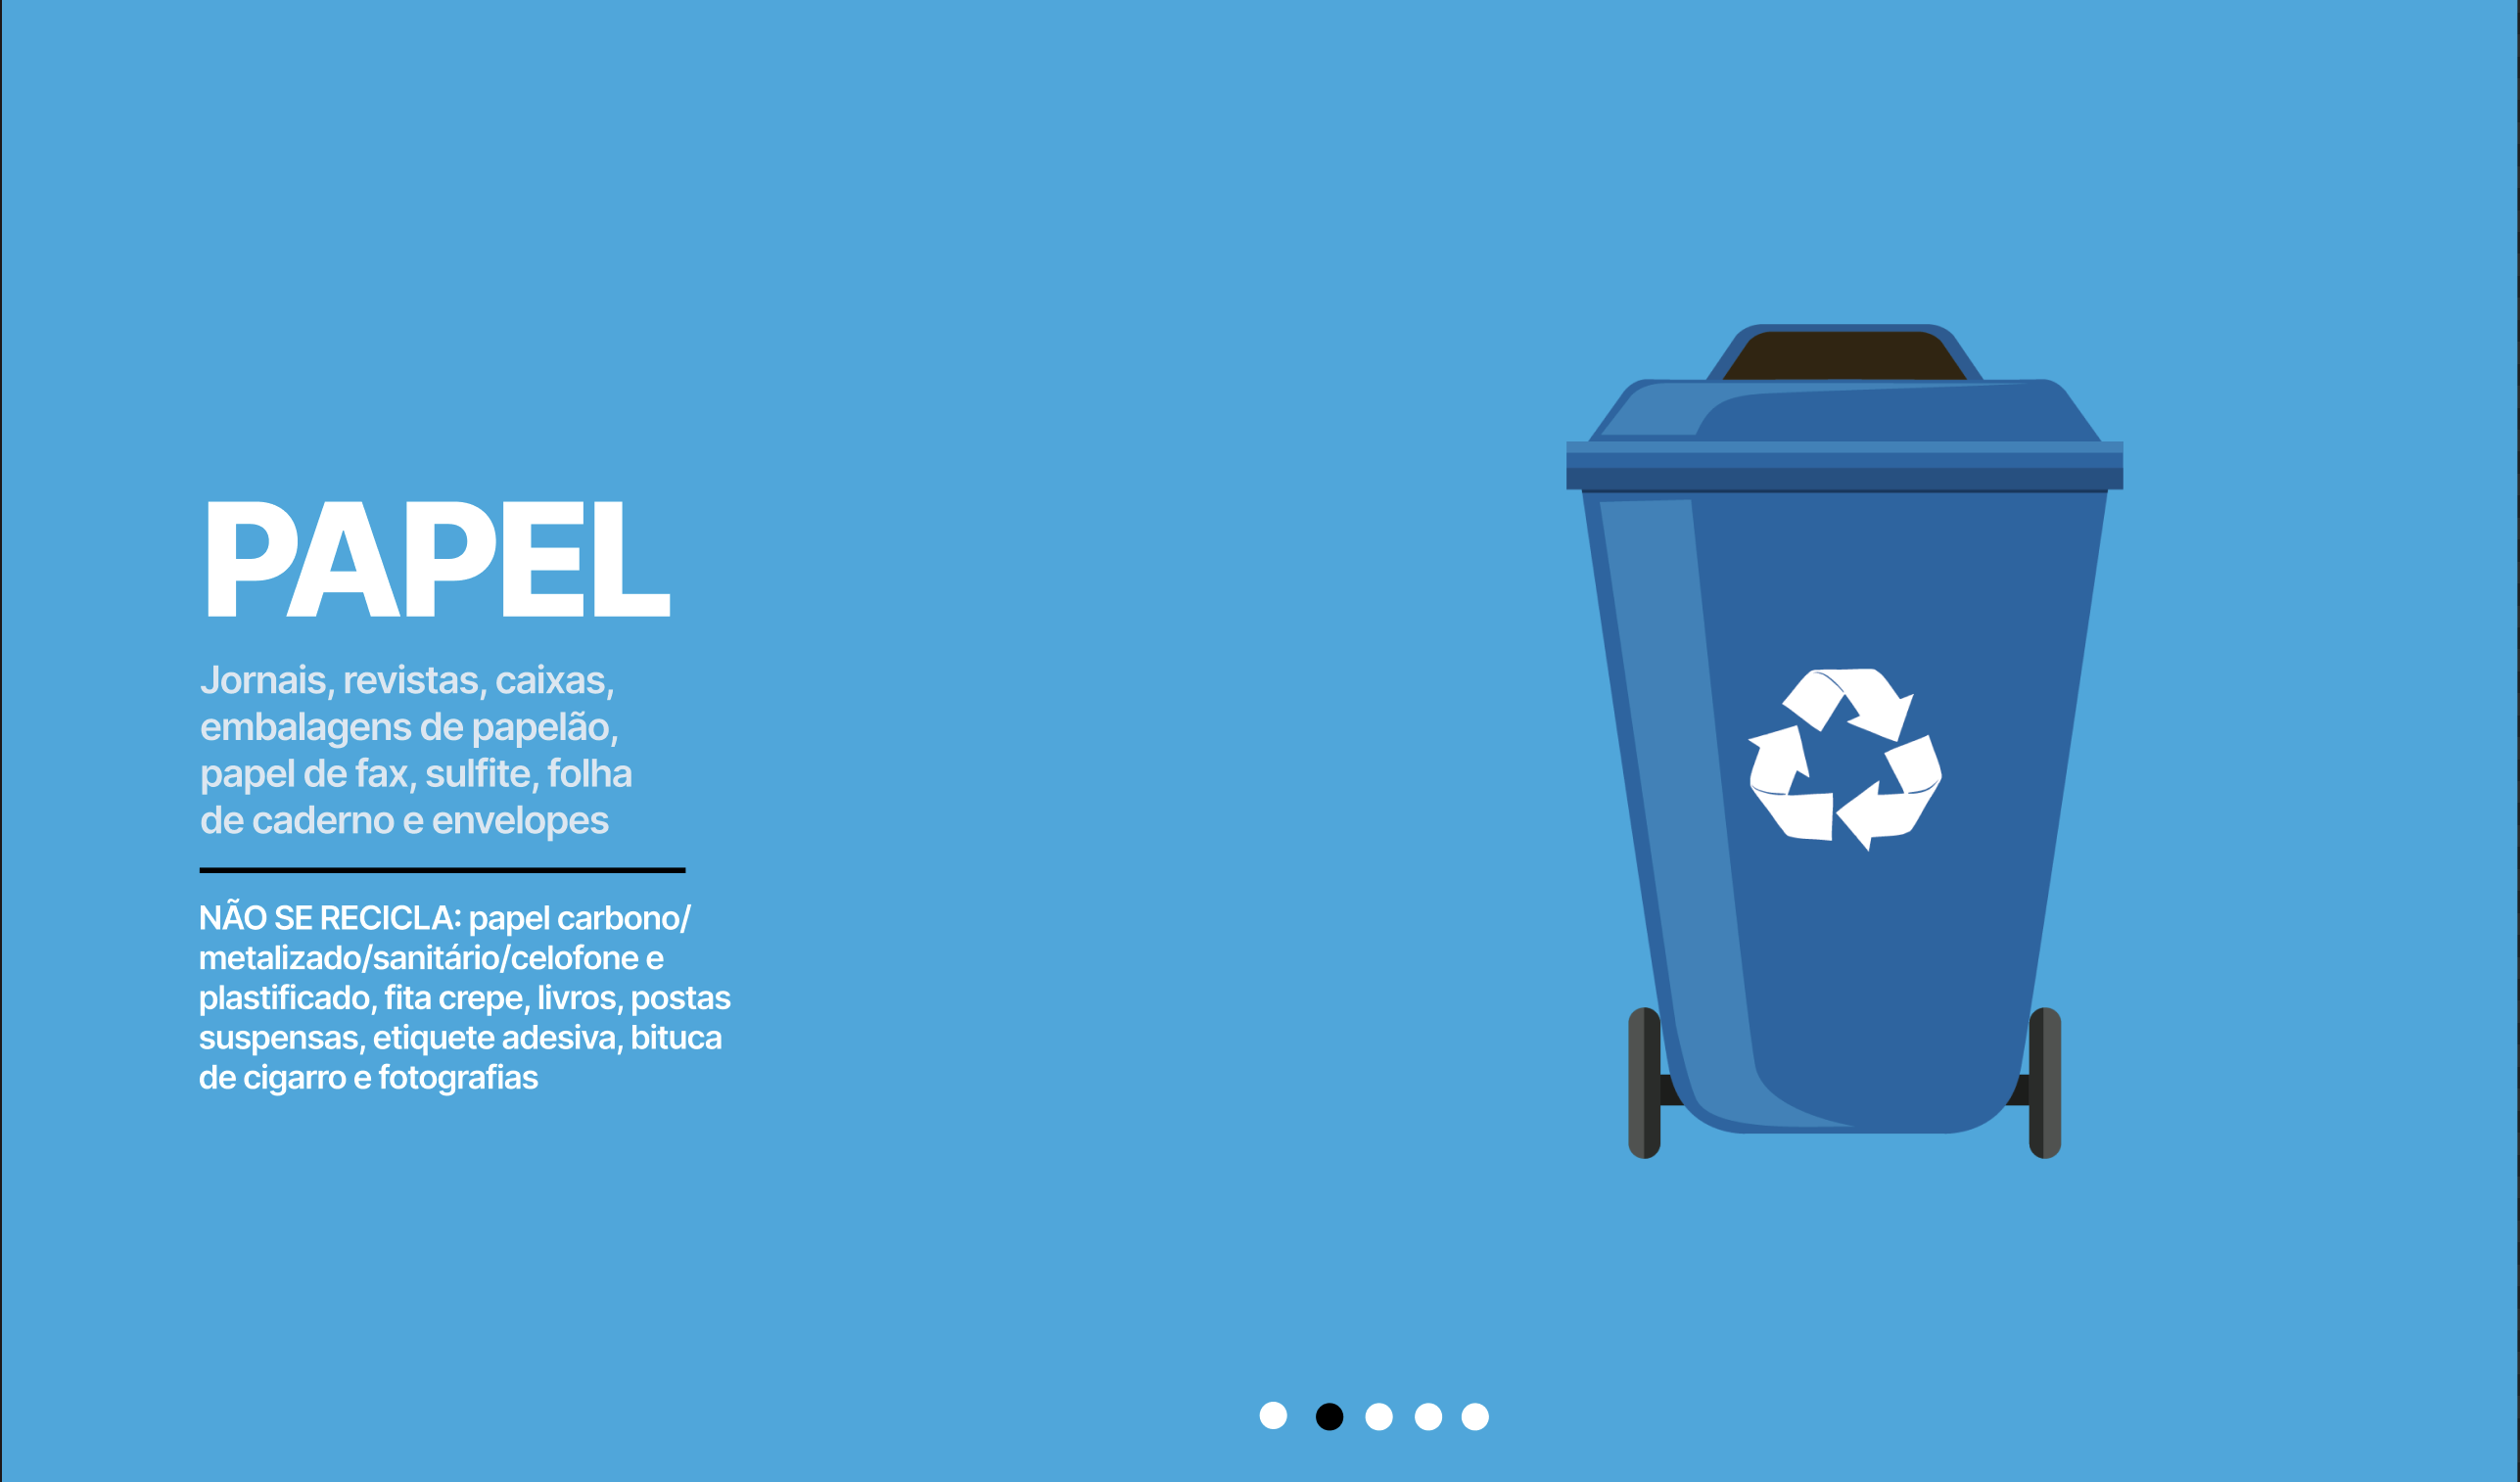 PAPEL
Jornais, revistas, caixas,
embalagens de papelão,
papel de fax, sulfite, folha
de caderno e envelopes
NÃO SE RECICLA: papel carbono/
metalizado/sanitário/celofone e
plastificado, fita crepe, livros, postas
suspensas, etiquete adesiva, bituca
de cigarro e fotografias